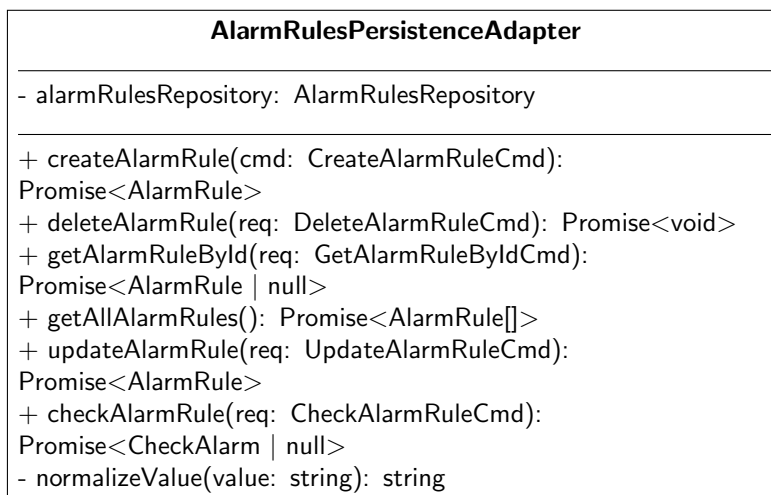 AlarmRulesPersistenceAdapter
- alarmRulesRepository: AlarmRulesRepository
+ createAlarmRule(cmd: CreateAlarmRuleCmd):
Promise<AlarmRule>
+ deleteAlarmRule(req: DeleteAlarmRuleCmd): Promise<void>
+ getAlarmRuleById(req: GetAlarmRuleByIdCmd):
Promise<AlarmRule | null>
+ getAllAlarmRules(): Promise<AlarmRule[]>
+ updateAlarmRule(req: UpdateAlarmRuleCmd):
Promise<AlarmRule>
+ checkAlarmRule(req: CheckAlarmRuleCmd):
Promise<CheckAlarm | null>
- normalizeValue(value: string): string